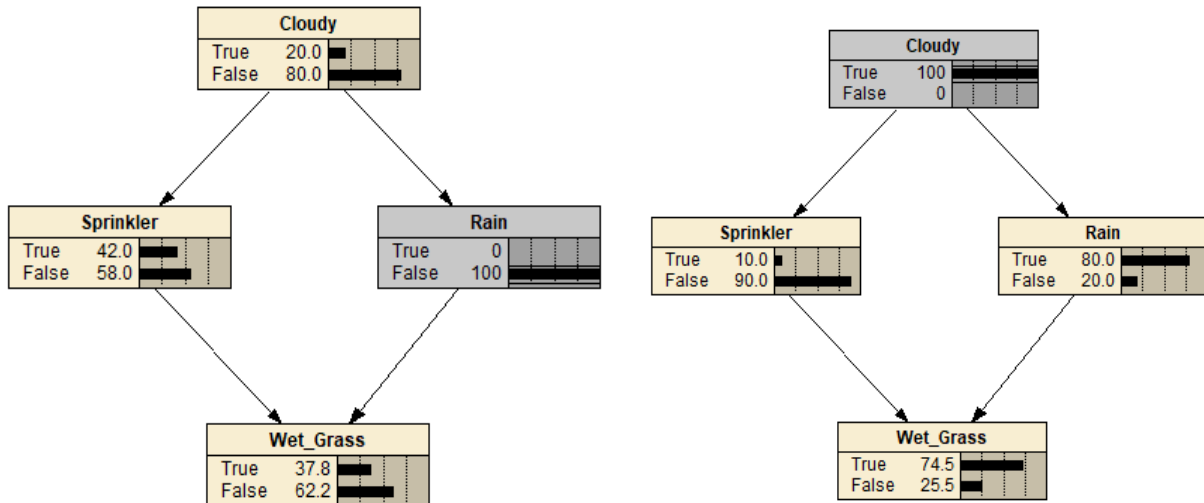 Cloudy
True 20.0
False 80.0
Sprinkler
True 42.0
False 58.0
Rain
True 0
False 100
Wet_Grass
True 37.8
False 62.2
Cloudy
True 100
False 0
Sprinkler
True 10.0
False 90.0
Rain
True 80.0
False 20.0
Wet_Grass
True 74.5
False 25.5